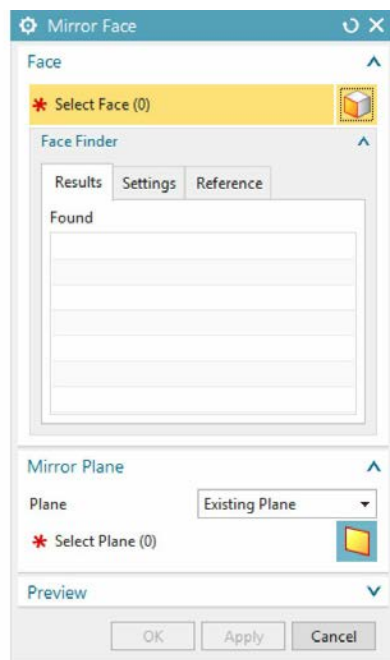 Mirror Face
Face
* Select Face (0)
Face Finder
Results Settings Reference
Found
Mirror Plane
Plane Existing Plane
* Select Plane (0)
Preview
OK Apply Cancel